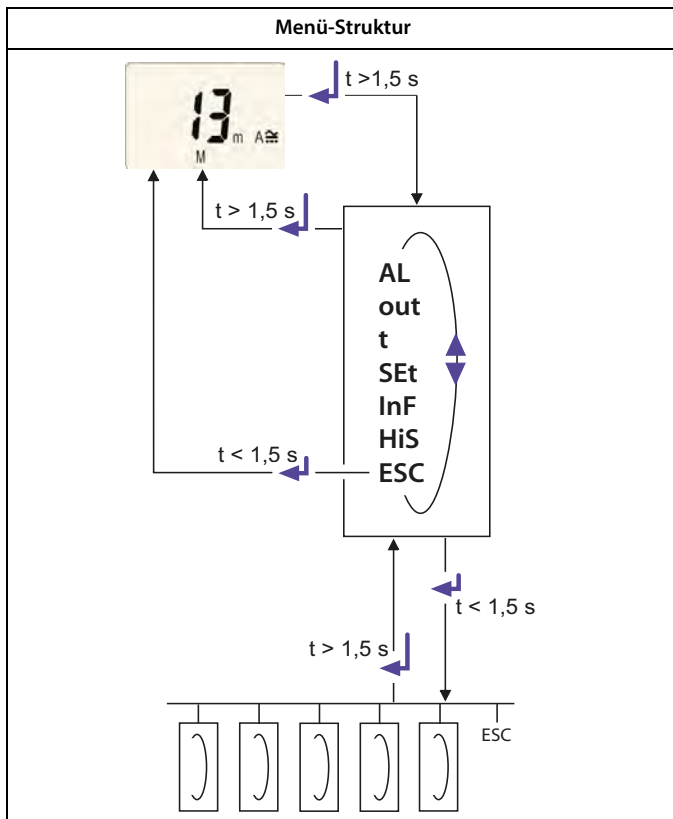 Menü-Struktur
t >1,5 s
13 m A≅
M
t > 1,5 s
AL
out
t
SEt
InF
HiS
ESC
t < 1,5 s
t < 1,5 s
t > 1,5 s
ESC